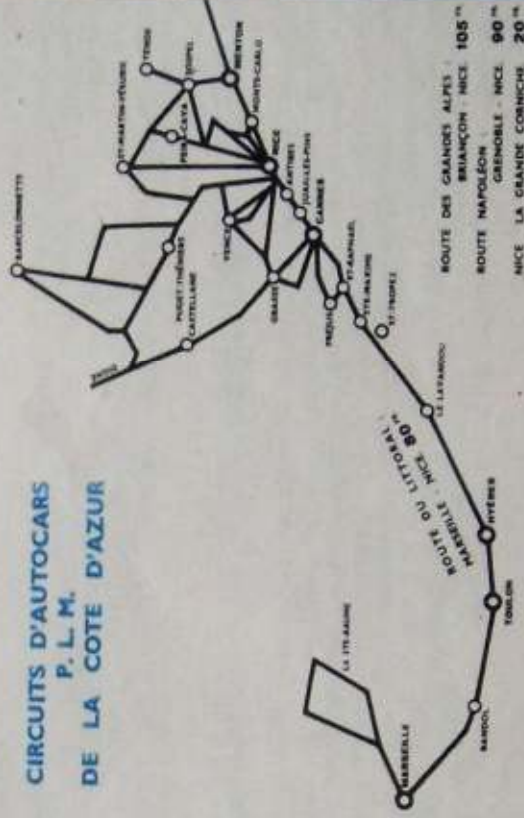 CIRCUITS D'AUTOCARS
P. L. M.
DE LA COTE D'AZUR
BARCELONNETTE
ST-MARTIN-VÉSUBIE
TENDE
SOSPEL
PEIRA-CAVA
MENTON
MONTE-CARLO
NICE
ANTIBES
JUAN-LES-PINS
CANNES
VENCE
PUGET-THÉNIERS
CASTELLANE
GRASSE
FRÉJUS
ST-RAPHAËL
STE-MAXIME
ST-TROPEZ
LE LAVANDOU
ROUTE DU LITTORAL :
MARSEILLE - NICE 80 FR.
HYÈRES
TOULON
LA STE-BAUME
MARSEILLE
BANDOL
ROUTE DES GRANDES ALPES :
BRIANÇON - NICE 105 FR.
ROUTE NAPOLÉON :
GRENOBLE - NICE 90 FR.
NICE LA GRANDE CORNICHE 20 FR.